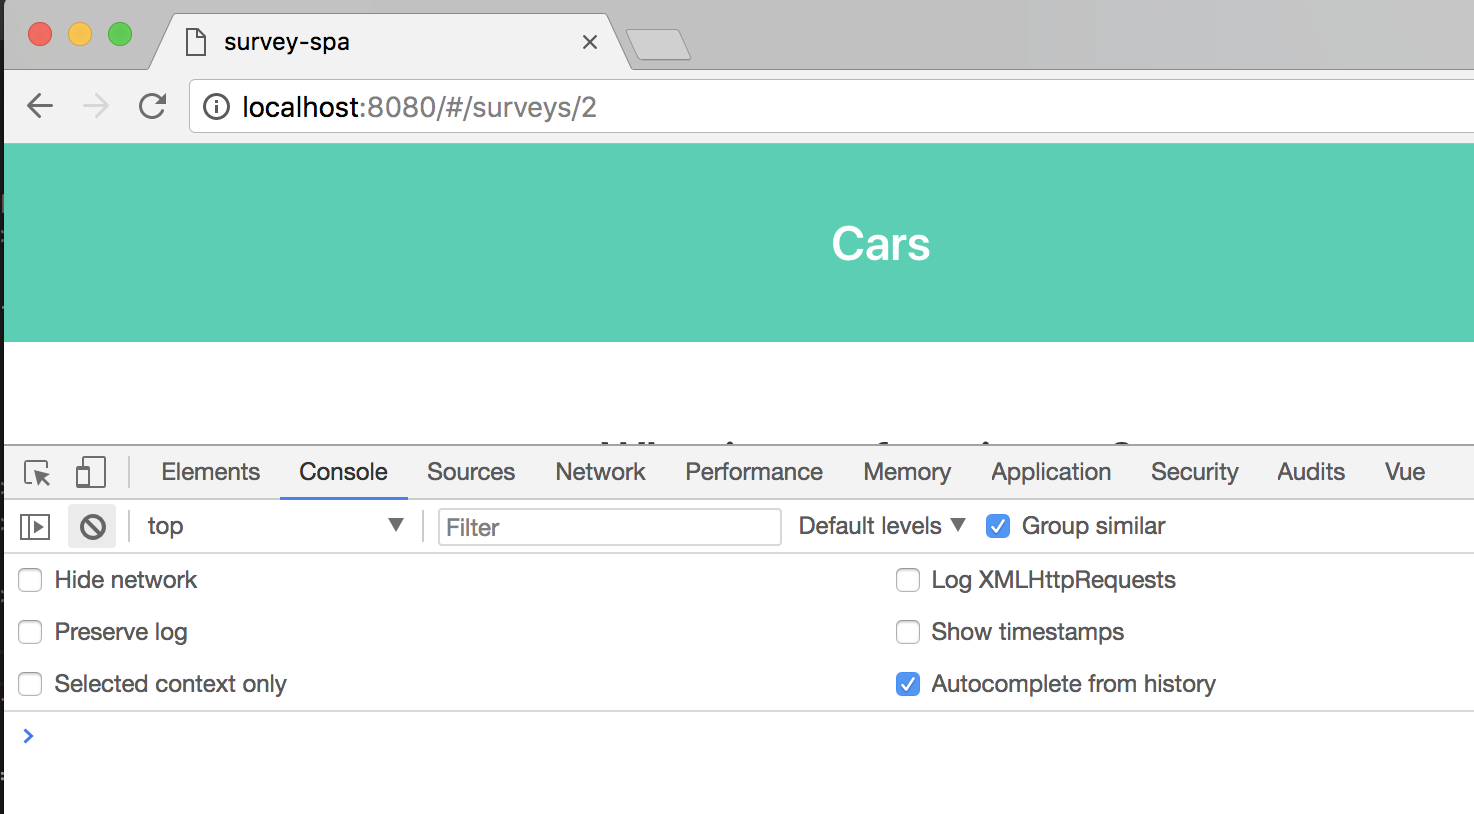 survey-spa
localhost:8080/#/surveys/2
Cars
Elements Console Sources Network Performance Memory Application Security Audits Vue
top Filter Default levels Group similar
Hide network Log XMLHttpRequests
Preserve log Show timestamps
Selected context only Autocomplete from history